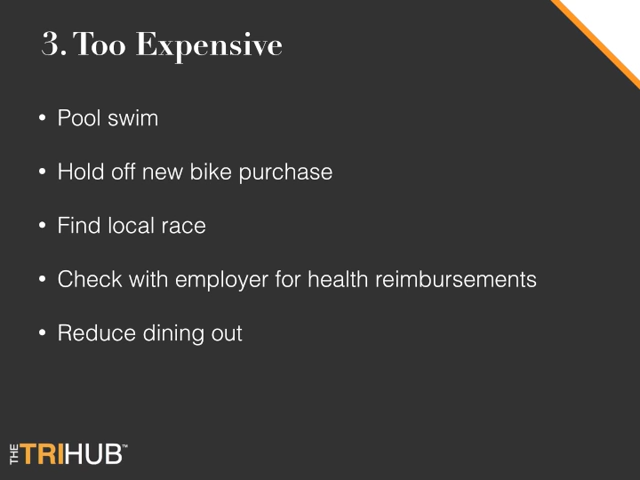 3. Too Expensive
• Pool swim
• Hold off new bike purchase
• Find local race
• Check with employer for health reimbursements
• Reduce dining out
THE TRIHUB™